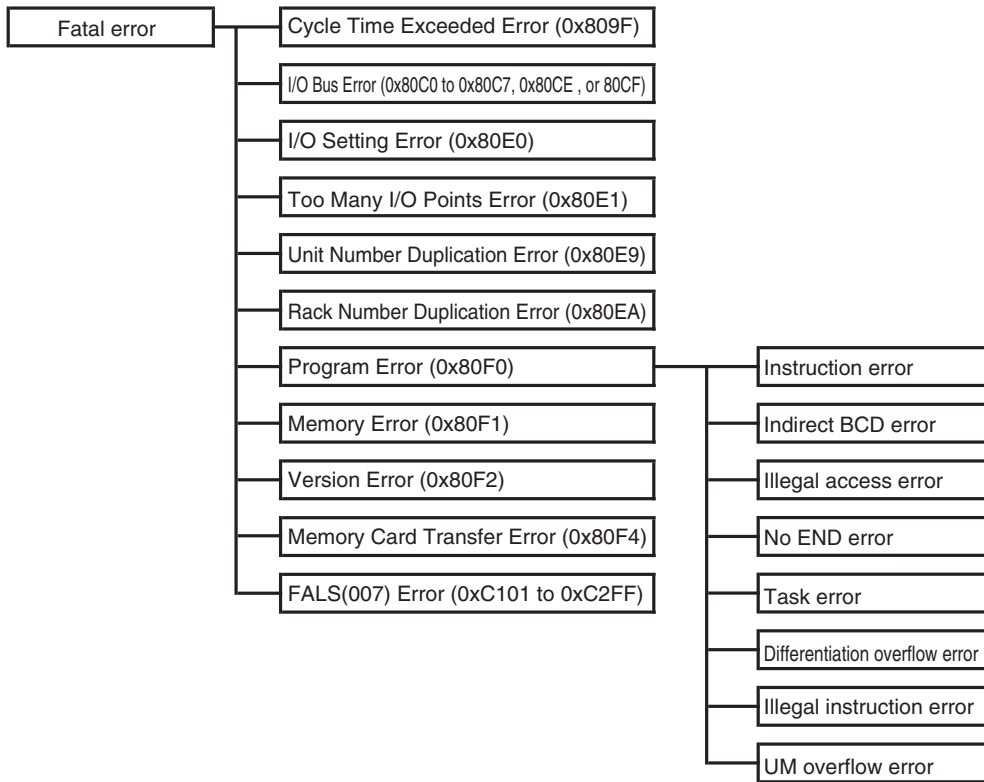 Fatal error
Cycle Time Exceeded Error (0x809F)
I/O Bus Error (0x80C0 to 0x80C7, 0x80CE , or 80CF)
I/O Setting Error (0x80E0)
Too Many I/O Points Error (0x80E1)
Unit Number Duplication Error (0x80E9)
Rack Number Duplication Error (0x80EA)
Program Error (0x80F0)
Memory Error (0x80F1)
Version Error (0x80F2)
Memory Card Transfer Error (0x80F4)
FALS(007) Error (0xC101 to 0xC2FF)
Instruction error
Indirect BCD error
Illegal access error
No END error
Task error
Differentiation overflow error
Illegal instruction error
UM overflow error